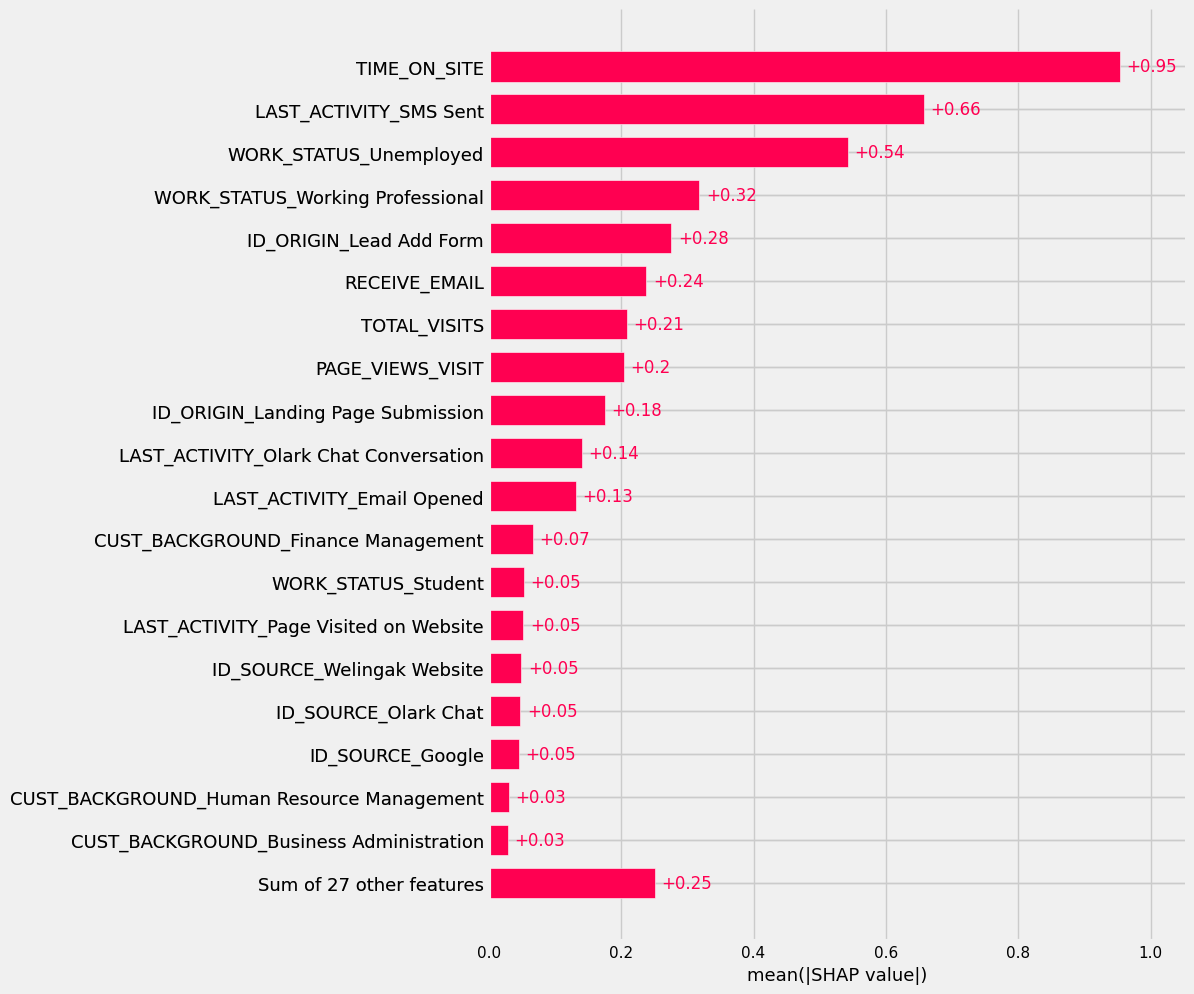 TIME_ON_SITE +0.95
LAST_ACTIVITY_SMS Sent +0.66
WORK_STATUS_Unemployed +0.54
WORK_STATUS_Working Professional +0.32
ID_ORIGIN_Lead Add Form +0.28
RECEIVE_EMAIL +0.24
TOTAL_VISITS +0.21
PAGE_VIEWS_VISIT +0.2
ID_ORIGIN_Landing Page Submission +0.18
LAST_ACTIVITY_Olark Chat Conversation +0.14
LAST_ACTIVITY_Email Opened +0.13
CUST_BACKGROUND_Finance Management +0.07
WORK_STATUS_Student +0.05
LAST_ACTIVITY_Page Visited on Website +0.05
ID_SOURCE_Welingak Website +0.05
ID_SOURCE_Olark Chat +0.05
ID_SOURCE_Google +0.05
CUST_BACKGROUND_Human Resource Management +0.03
CUST_BACKGROUND_Business Administration +0.03
Sum of 27 other features +0.25
0.0 0.2 0.4 0.6 0.8 1.0
mean(|SHAP value|)